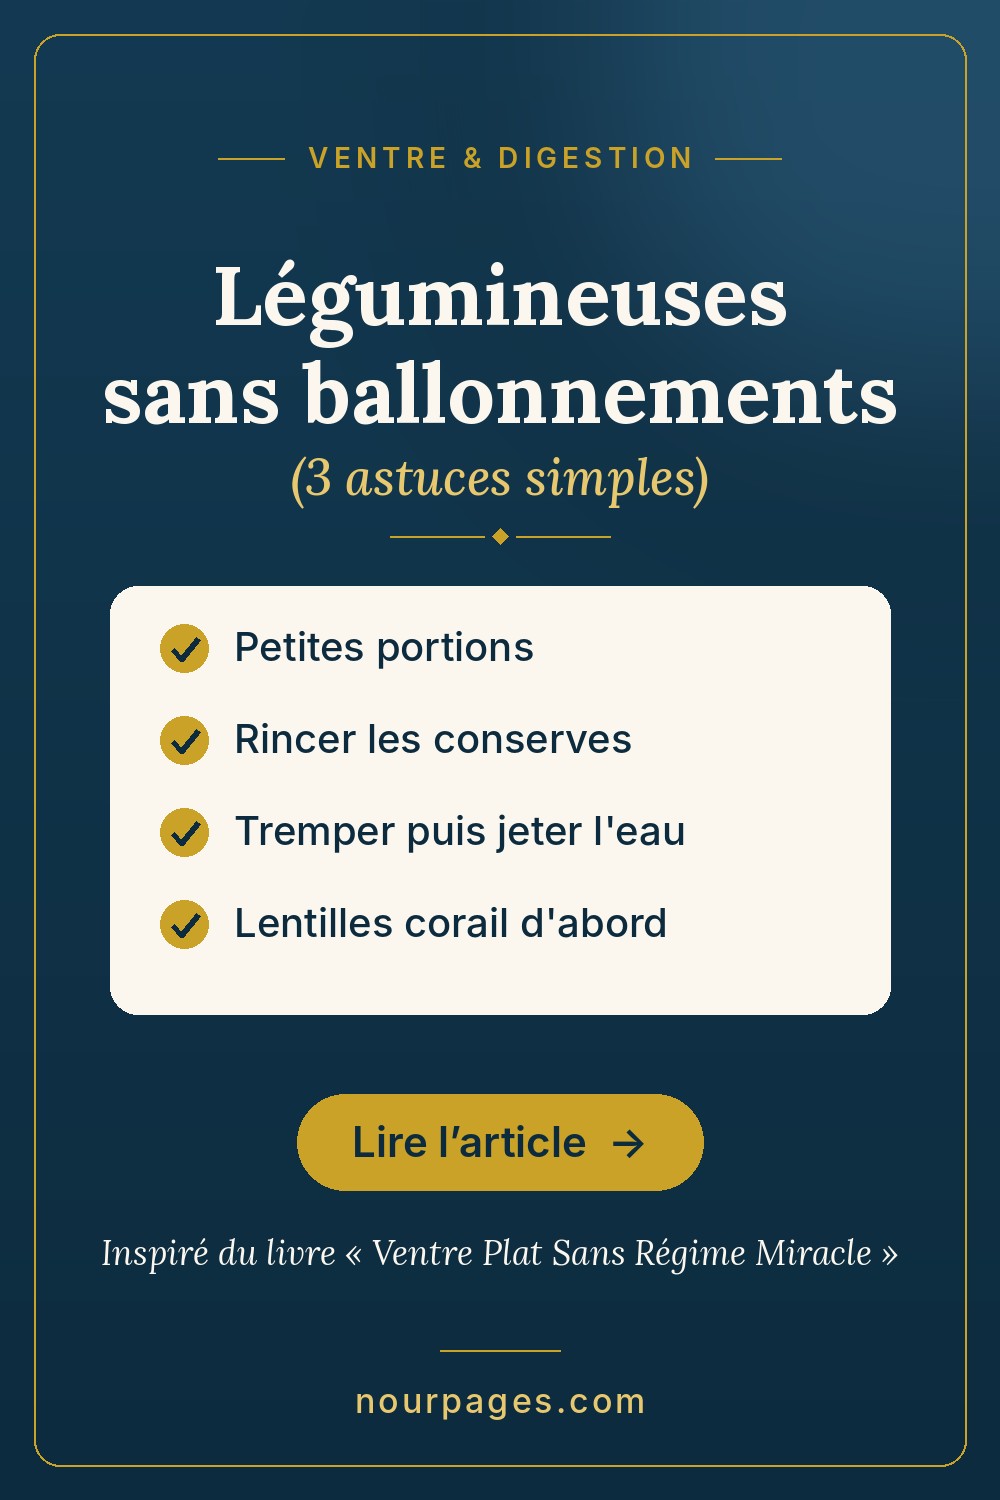 VENTRE & DIGESTION
Légumineuses
sans ballonnements
(3 astuces simples)
Petites portions
Rincer les conserves
Tremper puis jeter l'eau
Lentilles corail d'abord
Lire l’article →
Inspiré du livre « Ventre Plat Sans Régime Miracle »
nourpages.com